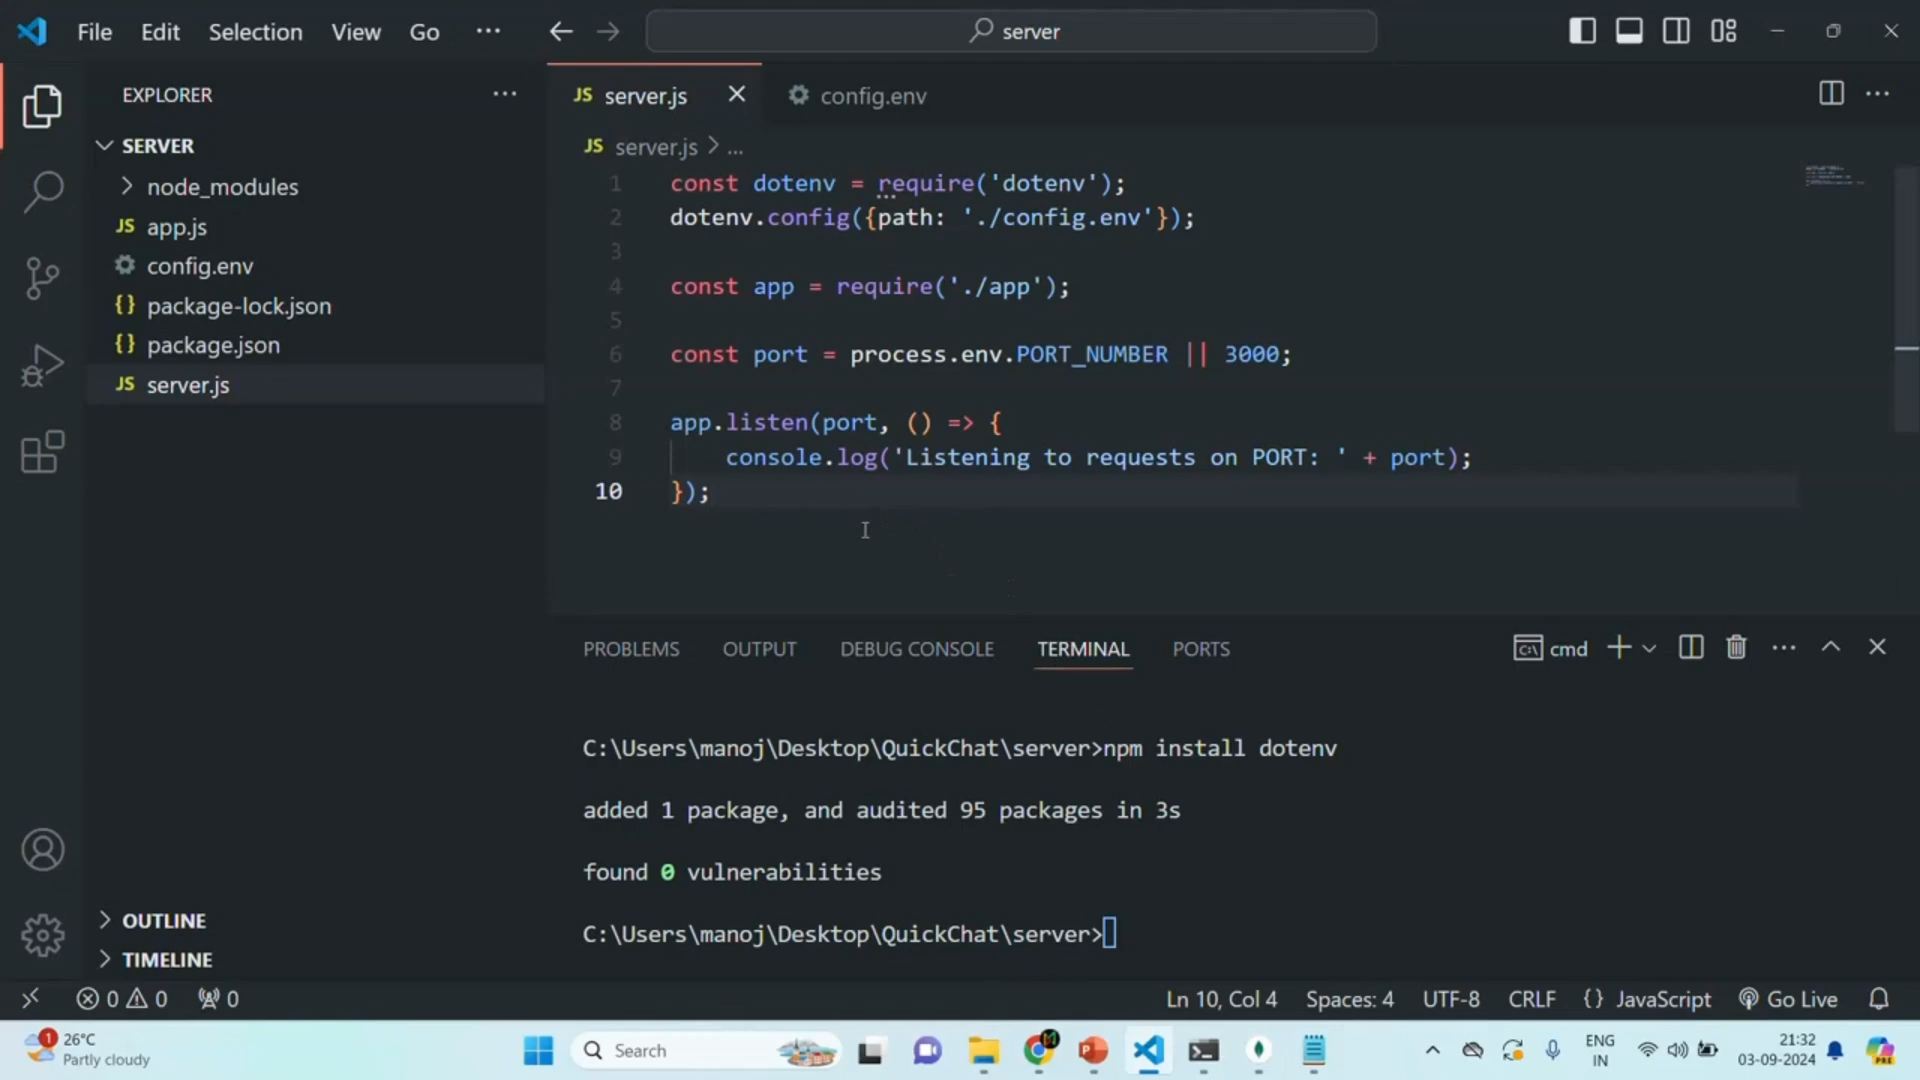 File Edit Selection View Go ··· server
EXPLORER ···
SERVER
node_modules
JS app.js
config.env
{} package-lock.json
{} package.json
JS server.js
OUTLINE
TIMELINE
JS server.js config.env ···
JS server.js > ...
1 const dotenv = require('dotenv');
2 dotenv.config({path: './config.env'});
3
4 const app = require('./app');
5
6 const port = process.env.PORT_NUMBER || 3000;
7
8 app.listen(port, () => {
9 console.log('Listening to requests on PORT: ' + port);
10 });
PROBLEMS OUTPUT DEBUG CONSOLE TERMINAL PORTS cmd ···
C:\Users\manoj\Desktop\QuickChat\server>npm install dotenv
added 1 package, and audited 95 packages in 3s
found 0 vulnerabilities
C:\Users\manoj\Desktop\QuickChat\server>
0 0 0 Ln 10, Col 4 Spaces: 4 UTF-8 CRLF {} JavaScript Go Live
1 26°C
Partly cloudy
Search
ENG
IN
21:32
03-09-2024
PRE